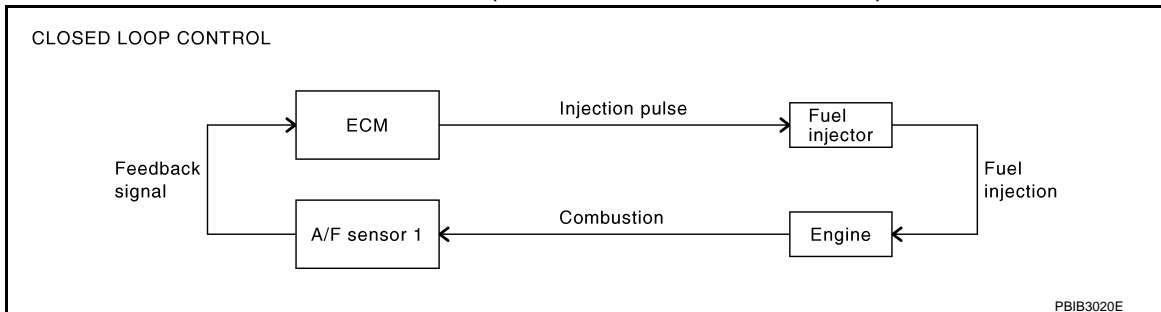 CLOSED LOOP CONTROL
ECM
Injection pulse
Fuel
injector
Feedback
signal
Fuel
injection
A/F sensor 1
Combustion
Engine
PBIB3020E